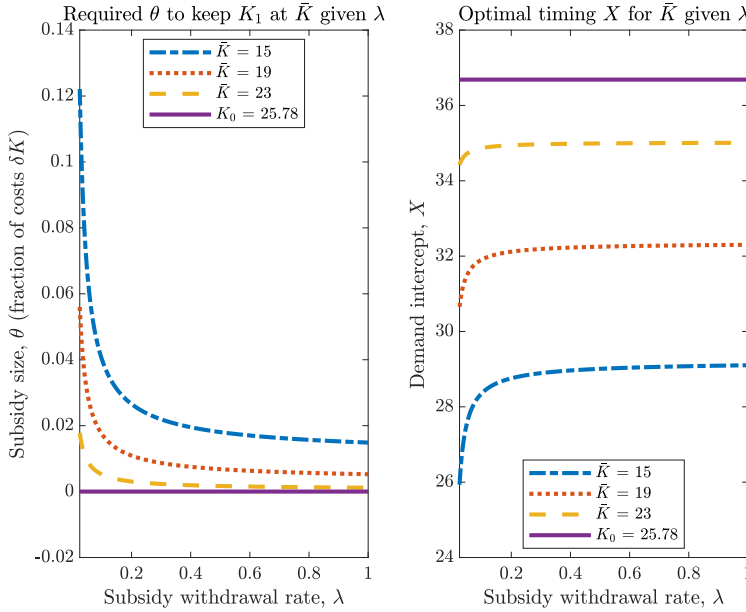 Required θ to keep K₁ at K̄ given λ
K̄ = 15
K̄ = 19
K̄ = 23
K₀ = 25.78
0.14
0.12
0.1
0.08
0.06
0.04
0.02
0
-0.02
Subsidy size, θ (fraction of costs δK)
0.2 0.4 0.6 0.8 1
Subsidy withdrawal rate, λ
Optimal timing X for K̄ given λ
38
36
34
32
30
28
26
24
Demand intercept, X
K̄ = 15
K̄ = 19
K̄ = 23
K₀ = 25.78
0.2 0.4 0.6 0.8 1
Subsidy withdrawal rate, λ